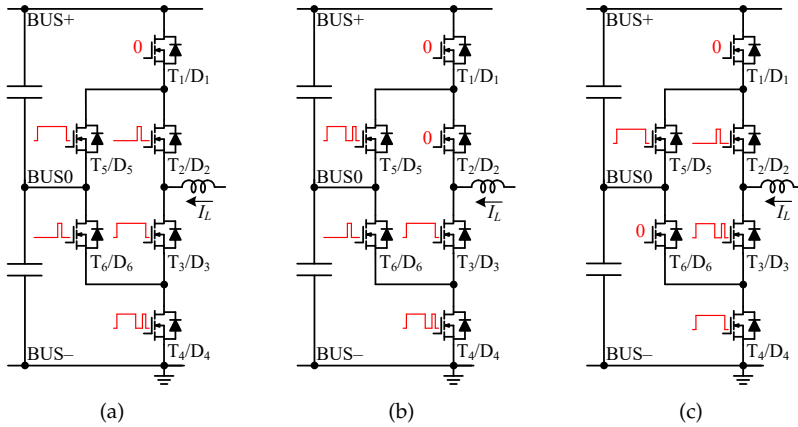 BUS+
0
T1/D1
T5/D5
T2/D2
BUS0
IL
T6/D6
T3/D3
BUS–
T4/D4
(a)
BUS+
0
T1/D1
0
T5/D5
T2/D2
BUS0
IL
T6/D6
T3/D3
BUS–
T4/D4
(b)
BUS+
0
T1/D1
T5/D5
T2/D2
BUS0
IL
0
T6/D6
T3/D3
BUS–
T4/D4
(c)